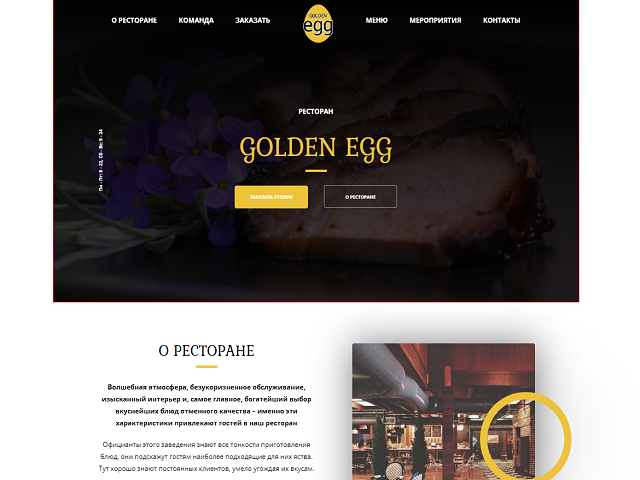 О РЕСТОРАНЕ КОМАНДА ЗАКАЗАТЬ GOLDEN egg МЕНЮ МЕРОПРИЯТИЯ КОНТАКТЫ
Пн - Пт: 8 - 22, Сб - Вс: 9 - 24
РЕСТОРАН
GOLDEN EGG
ЗАКАЗАТЬ СТОЛИК О РЕСТОРАНЕ
О РЕСТОРАНЕ
Волшебная атмосфера, безукоризненное обслуживание,
изысканный интерьер и, самое главное, богатейший выбор
вкуснейших блюд отменного качества – именно эти
характеристики привлекают гостей в наш ресторан
Официанты этого заведения знают все тонкости приготовления
блюд, они подскажут гостям наиболее подходящие для них яства.
Тут хорошо знают постоянных клиентов, умело угождая их вкусам.